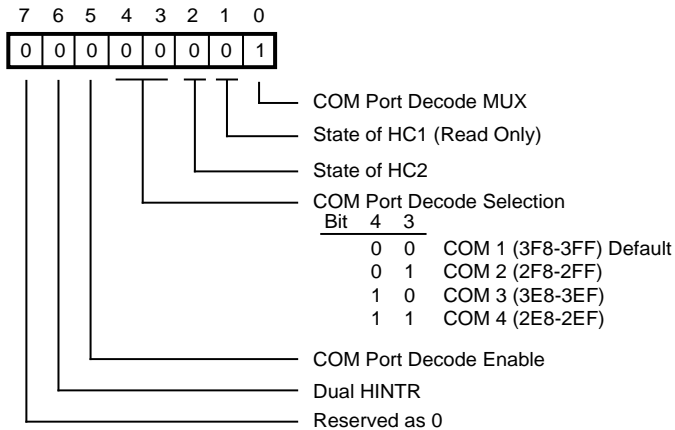 7 6 5 4 3 2 1 0
0 0 0 0 0 0 0 1
COM Port Decode MUX
State of HC1 (Read Only)
State of HC2
COM Port Decode Selection
Bit 4 3
0 0 COM 1 (3F8-3FF) Default
0 1 COM 2 (2F8-2FF)
1 0 COM 3 (3E8-3EF)
1 1 COM 4 (2E8-2EF)
COM Port Decode Enable
Dual HINTR
Reserved as 0